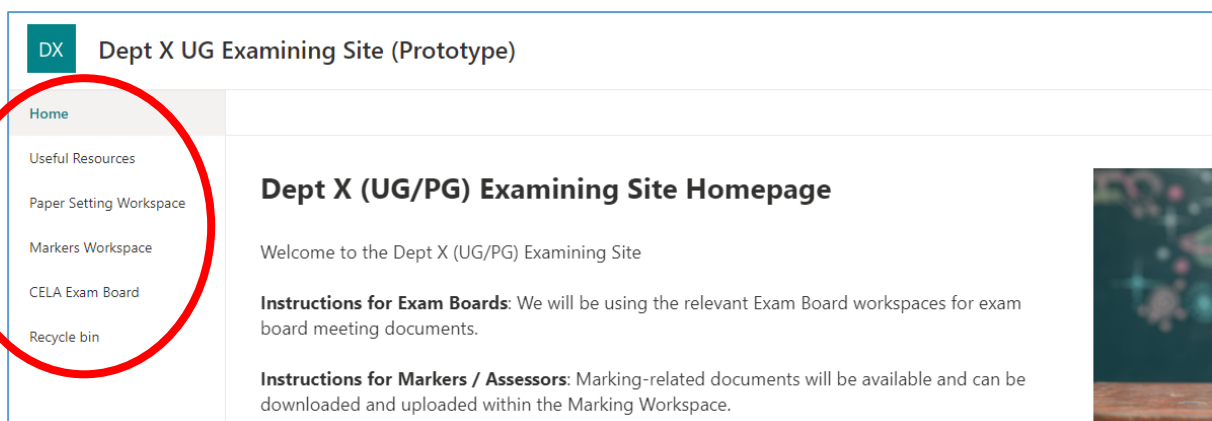 DX
Dept X UG Examining Site (Prototype)
Home
Useful Resources
Paper Setting Workspace
Markers Workspace
CELA Exam Board
Recycle bin
Dept X (UG/PG) Examining Site Homepage
Welcome to the Dept X (UG/PG) Examining Site
Instructions for Exam Boards: We will be using the relevant Exam Board workspaces for exam
board meeting documents.
Instructions for Markers / Assessors: Marking-related documents will be available and can be
downloaded and uploaded within the Marking Workspace.